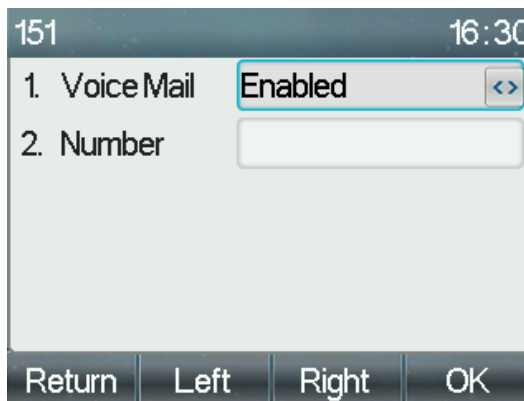 151 16:30
1. Voice Mail Enabled <>
2. Number
Return Left Right OK